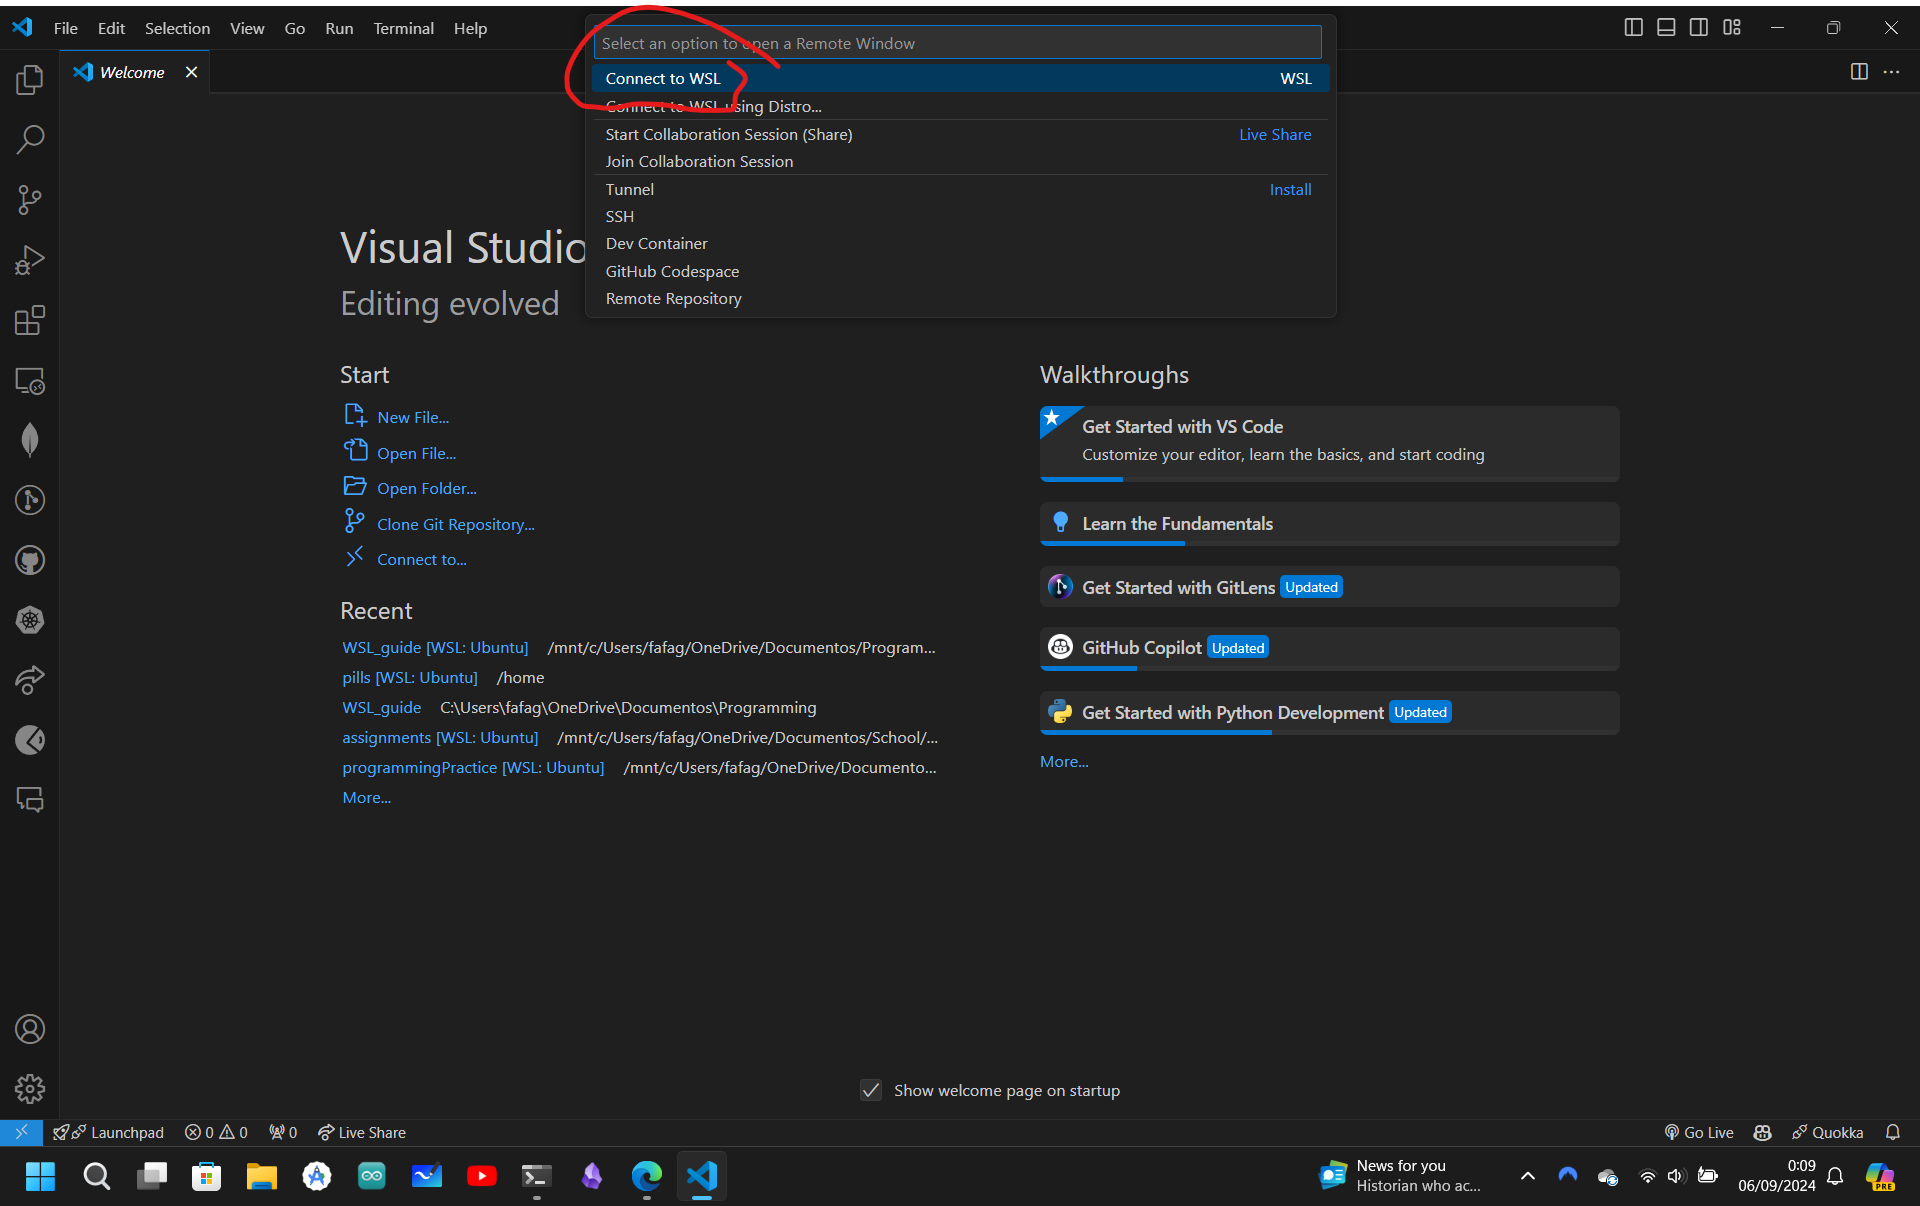 File Edit Selection View Go Run Terminal Help
Select an option to open a Remote Window
Welcome
Connect to WSL WSL
Connect to WSL using Distro...
Start Collaboration Session (Share) Live Share
Join Collaboration Session
Tunnel Install
SSH
Dev Container
GitHub Codespace
Remote Repository
Visual Studio
Editing evolved
Start
New File...
Open File...
Open Folder...
Clone Git Repository...
Connect to...
Recent
WSL_guide [WSL: Ubuntu] /mnt/c/Users/fafag/OneDrive/Documentos/Program...
pills [WSL: Ubuntu] /home
WSL_guide C:\Users\fafag\OneDrive\Documentos\Programming
assignments [WSL: Ubuntu] /mnt/c/Users/fafag/OneDrive/Documentos/School/...
programmingPractice [WSL: Ubuntu] /mnt/c/Users/fafag/OneDrive/Documento...
More...
Walkthroughs
Get Started with VS Code
Customize your editor, learn the basics, and start coding
Learn the Fundamentals
Get Started with GitLens Updated
GitHub Copilot Updated
Get Started with Python Development Updated
More...
Show welcome page on startup
Launchpad 0 0 0 Live Share Go Live Quokka
News for you
Historian who ac...
0:09
06/09/2024
PRE